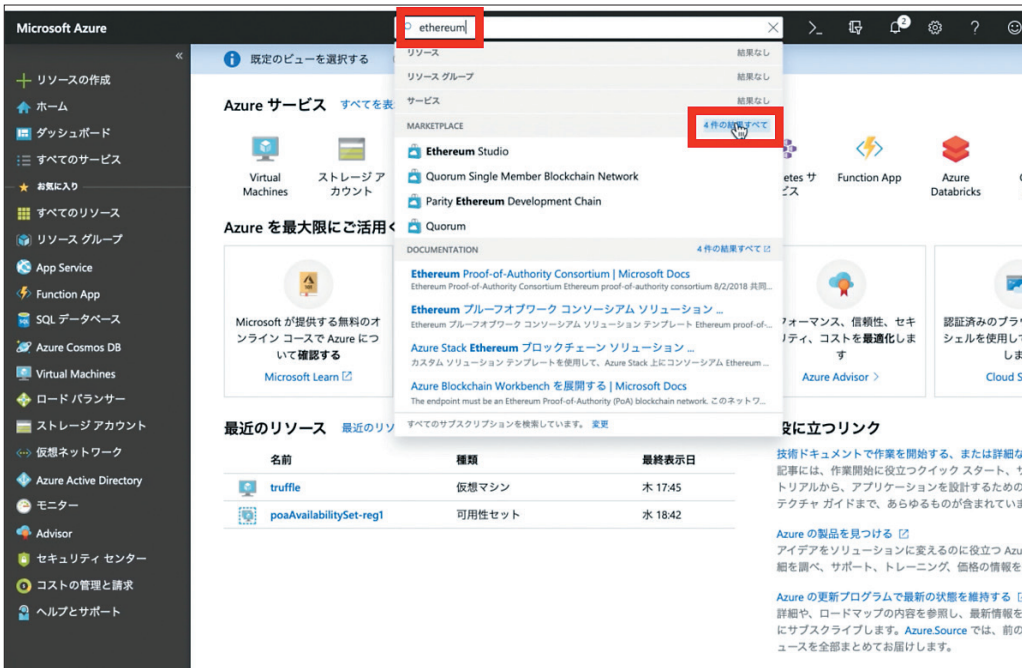 Microsoft Azure
ethereum
2
«
リソースの作成
ホーム
ダッシュボード
すべてのサービス
お気に入り
すべてのリソース
リソース グループ
App Service
Function App
SQL データベース
Azure Cosmos DB
Virtual Machines
ロード バランサー
ストレージ アカウント
仮想ネットワーク
Azure Active Directory
モニター
Advisor
セキュリティ センター
コストの管理と請求
ヘルプとサポート
既定のビューを選択する
Azure サービス すべてを表
Virtual Machines
ストレージ アカウント
リソース 結果なし
リソース グループ 結果なし
サービス 結果なし
MARKETPLACE 4 件の結果すべて
Ethereum Studio
Quorum Single Member Blockchain Network
Parity Ethereum Development Chain
Quorum
DOCUMENTATION 4 件の結果すべて
Ethereum Proof-of-Authority Consortium | Microsoft Docs
Ethereum Proof-of-Authority Consortium Ethereum proof-of-authority consortium 8/2/2018 共同...
Ethereum プルーフオブワーク コンソーシアム ソリューション ...
Ethereum プルーフオブワーク コンソーシアム ソリューション テンプレート Ethereum proof-of-...
Azure Stack Ethereum ブロックチェーン ソリューション ...
カスタム ソリューション テンプレートを使用して、Azure Stack 上にコンソーシアム Ethereum ...
Azure Blockchain Workbench を展開する | Microsoft Docs
The endpoint must be an Ethereum Proof-of-Authority (PoA) blockchain network. このネットワ...
すべてのサブスクリプションを検索しています。 変更
etes サ
ビス
Function App
Azure
Databricks
Azure を最大限にご活用く
Microsoft が提供する無料のオ
ンライン コースで Azure につ
いて確認する
Microsoft Learn
フォーマンス、信頼性、セキ
リティ、コストを最適化しま
す
Azure Advisor >
認証済みのブラウ
シェルを使用して
しま
Cloud S
最近のリソース 最近のリソ
名前 種類 最終表示日
truffle 仮想マシン 木 17:45
poaAvailabilitySet-reg1 可用性セット 水 18:42
役に立つリンク
技術ドキュメントで作業を開始する、または詳細な
記事には、作業開始に役立つクイック スタート、サ
トリアルから、アプリケーションを設計するための
テクチャ ガイドまで、あらゆるものが含まれていま
Azure の製品を見つける
アイデアをソリューションに変えるのに役立つ Azu
細を調べ、サポート、トレーニング、価格の情報を
Azure の更新プログラムで最新の状態を維持する
詳細や、ロードマップの内容を参照し、最新情報を
にサブスクライブします。Azure.Source では、前の
ュースを全部まとめてお届けします。